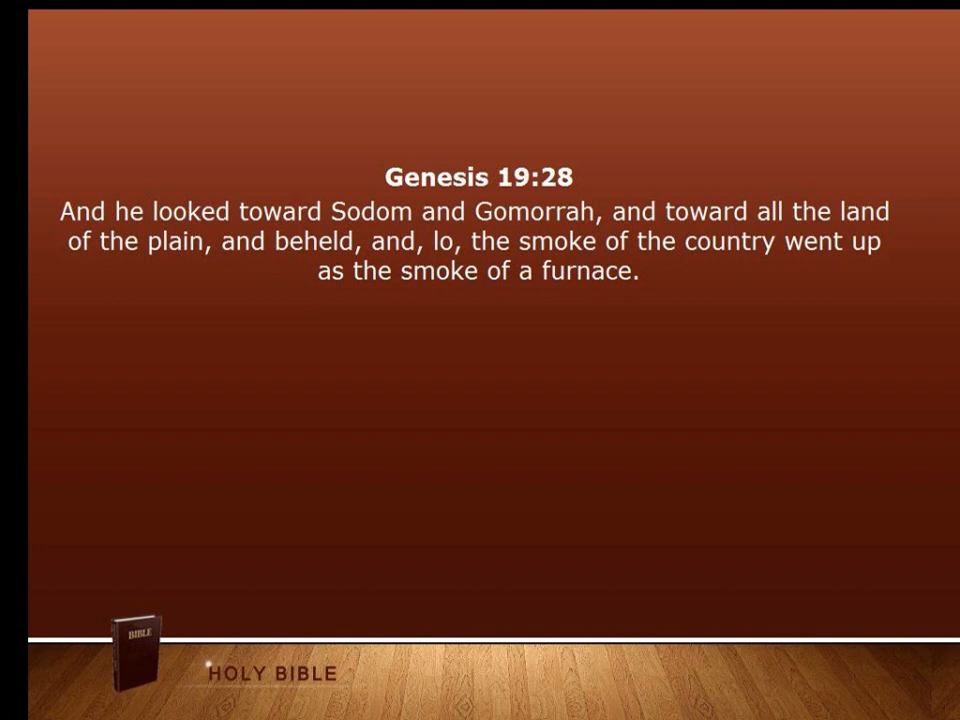 Genesis 19:28
And he looked toward Sodom and Gomorrah, and toward all the land
of the plain, and beheld, and, lo, the smoke of the country went up
as the smoke of a furnace.
BIBLE
HOLY BIBLE